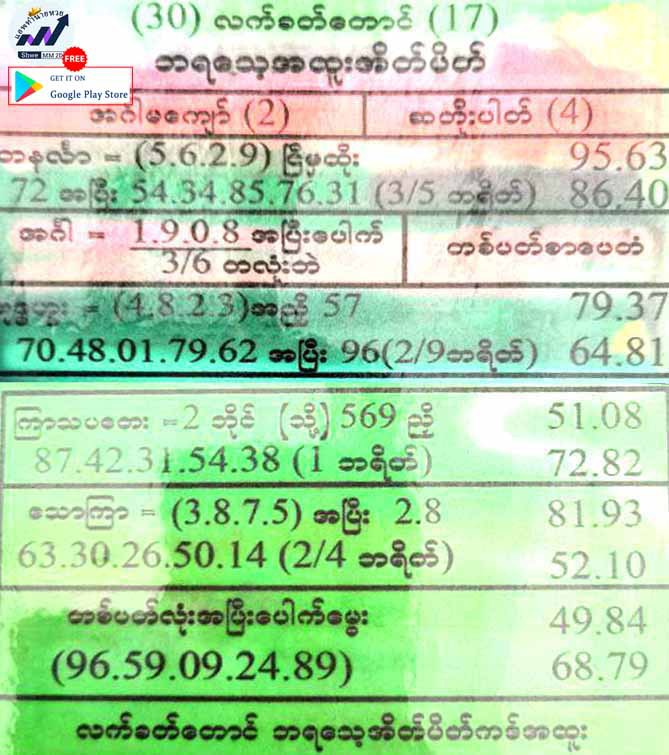 (30) လက်ခတ်တောင် (17)
ဘရသေ့အထူးအိတ်ပိတ်
Shwe MM 2D
FREE
GET IT ON
Google Play Store
အင်္ဂါမကျော် (2) ဆတိုးပါတ် (4)
တနင်္လာ = (5.6.2.9) ငြိမှထိုး 95.63
72 အပြီး 54.34.85.76.31 (3/5 ဘရိတ်) 86.40
အင်္ဂါ = 1.9.0.8 အပြီးပေါက် တစ်ပတ်စာပေတံ
3/6 တလုံးဘဲ
(4.8.2.3)အညှိ 57 79.37
70.48.01.79.62 အပြီး 96(2/9ဘရိတ်) 64.81
ကြာသပတေး =2 ဘိုင် (သို့) 569 ညှိ 51.08
87.42.31.54.38 (1 ဘရိတ်) 72.82
သောကြာ = (3.8.7.5) အပြီး 2.8 81.93
63.30.26.50.14 (2/4 ဘရိတ်) 52.10
တစ်ပတ်လုံးအပြီးပေါက်မွေး 49.84
(96.59.09.24.89) 68.79
လက်ခတ်တောင် ဘရသေ့အိတ်ပိတ်ကစ်အထူး